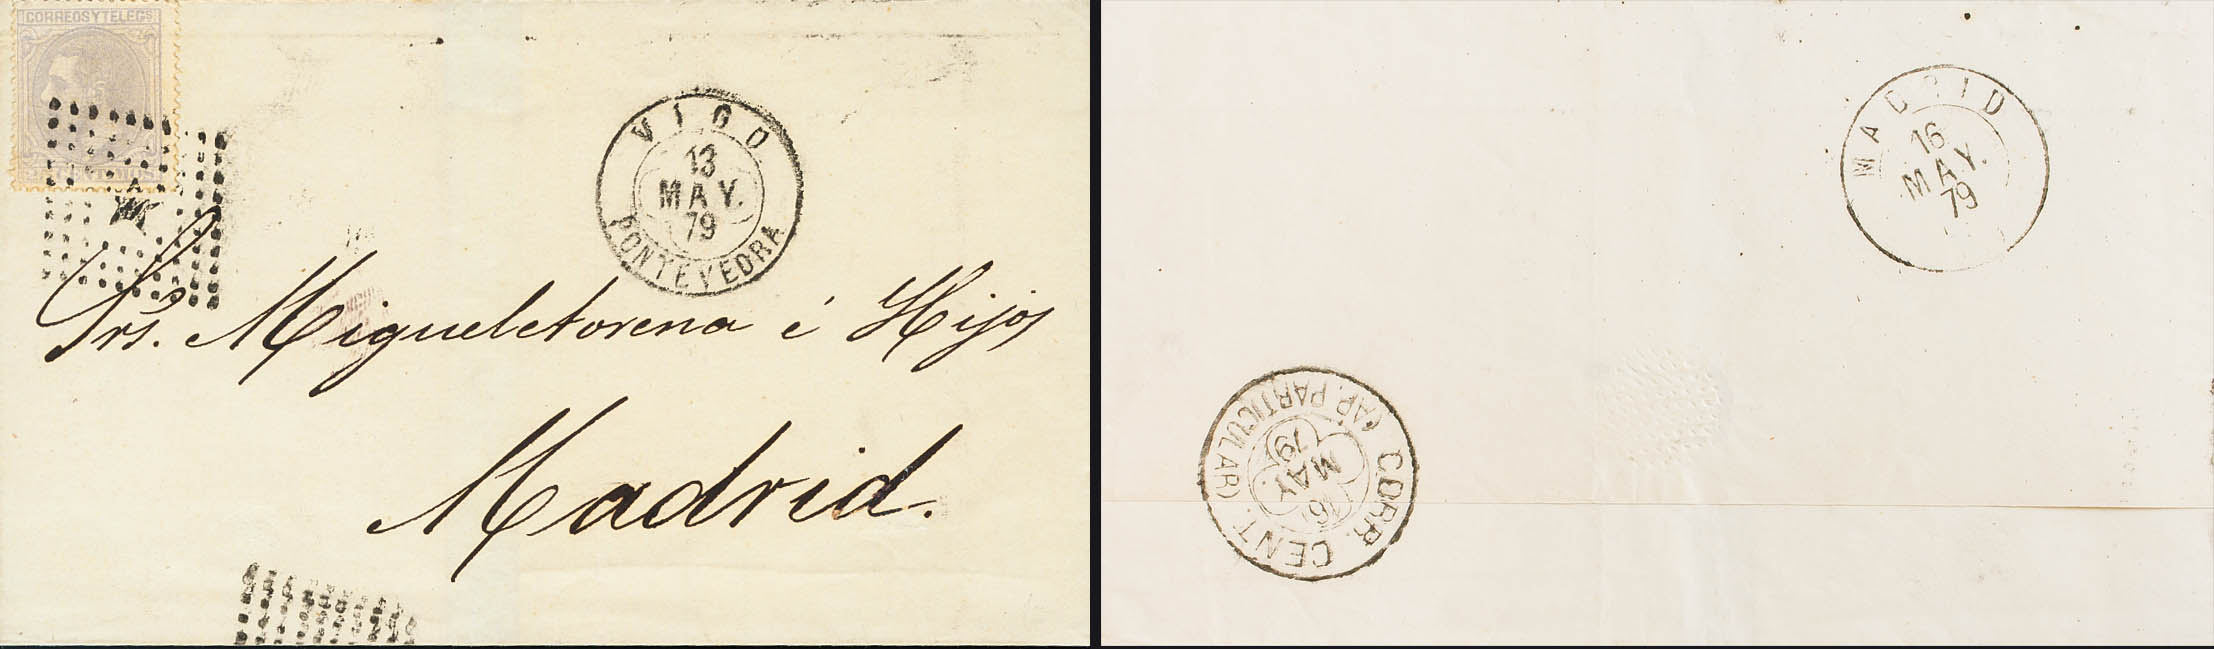 CORREOS Y TELEGS
VIGO
13
MAY.
79
PONTEVEDRA
Srs. Migueletorena é Hijos
Madrid.
MADRID
16
MAY.
79
CORR. CENT.
(AP. PARTICULAR)
16
MAY.
79